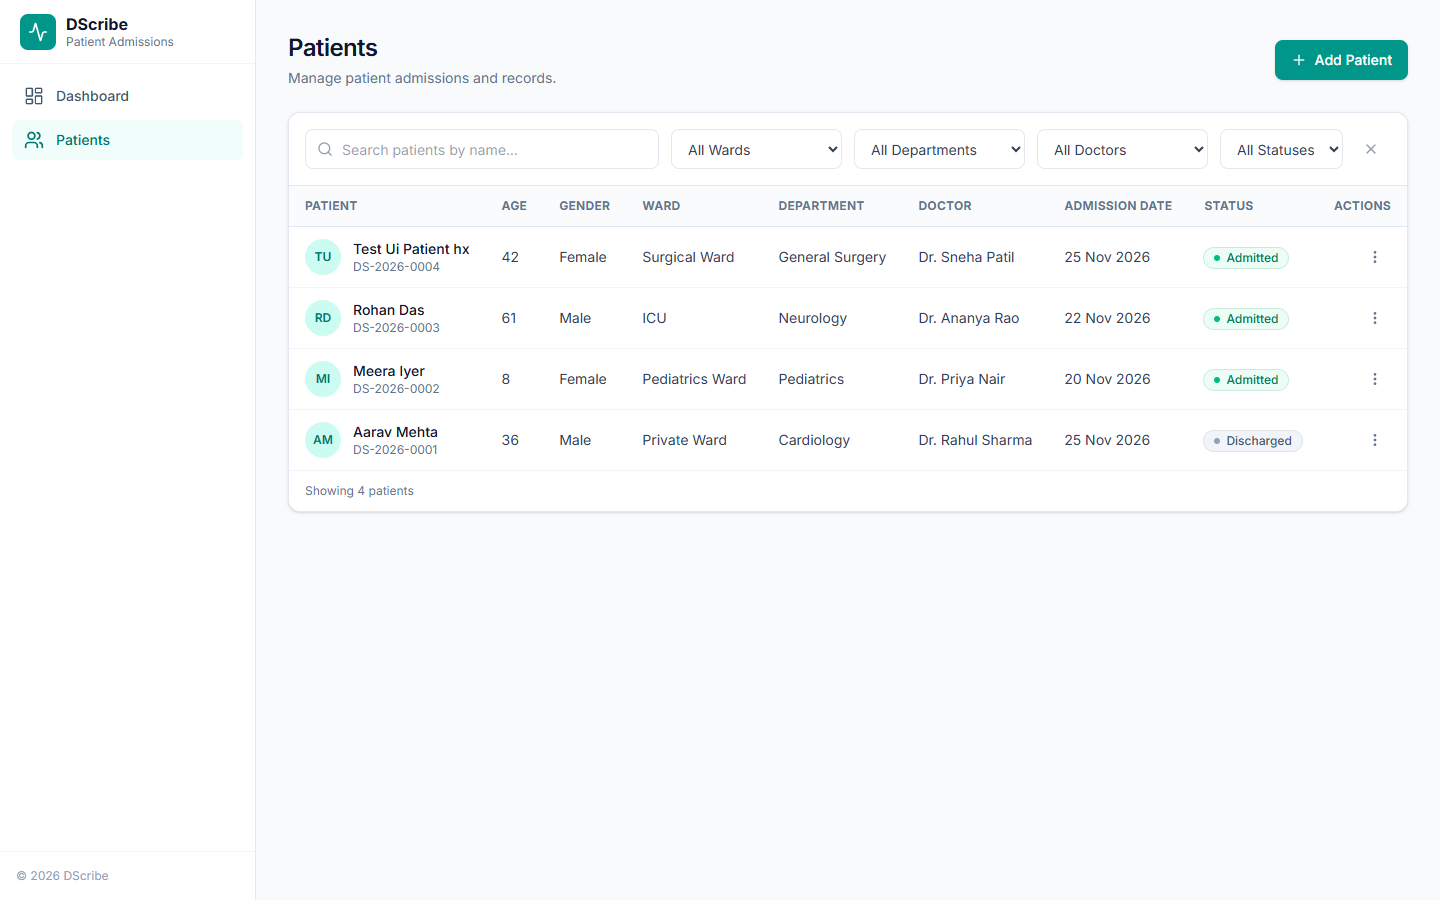 DScribe
Patient Admissions
Dashboard
Patients
© 2026 DScribe
Patients
Manage patient admissions and records.
Add Patient
Search patients by name...
All Wards
All Departments
All Doctors
All Statuses
PATIENT AGE GENDER WARD DEPARTMENT DOCTOR ADMISSION DATE STATUS ACTIONS
TU Test Ui Patient hx DS-2026-0004 42 Female Surgical Ward General Surgery Dr. Sneha Patil 25 Nov 2026 Admitted
RD Rohan Das DS-2026-0003 61 Male ICU Neurology Dr. Ananya Rao 22 Nov 2026 Admitted
MI Meera Iyer DS-2026-0002 8 Female Pediatrics Ward Pediatrics Dr. Priya Nair 20 Nov 2026 Admitted
AM Aarav Mehta DS-2026-0001 36 Male Private Ward Cardiology Dr. Rahul Sharma 25 Nov 2026 Discharged
Showing 4 patients